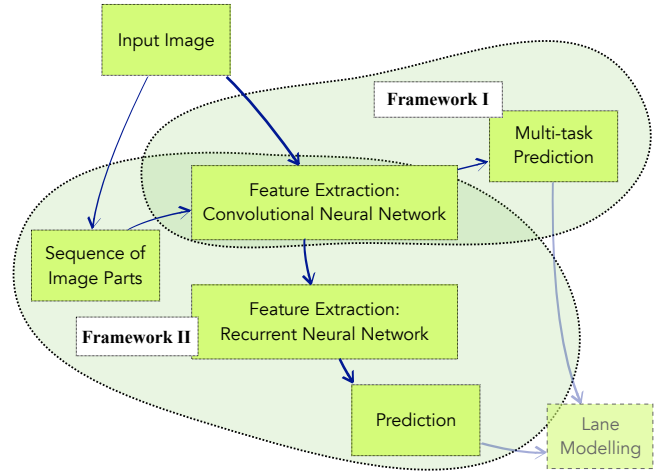 Input Image
Framework I
Multi-task
Prediction
Feature Extraction:
Convolutional Neural Network
Sequence of
Image Parts
Feature Extraction:
Recurrent Neural Network
Framework II
Prediction
Lane
Modelling